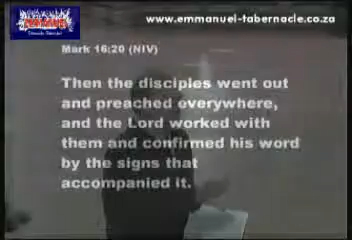 www.emmanuel-tabernacle.co.za
Mark 16:20 (NIV)
Then the disciples went out
and preached everywhere,
and the Lord worked with
them and confirmed his word
by the signs that
accompanied it.